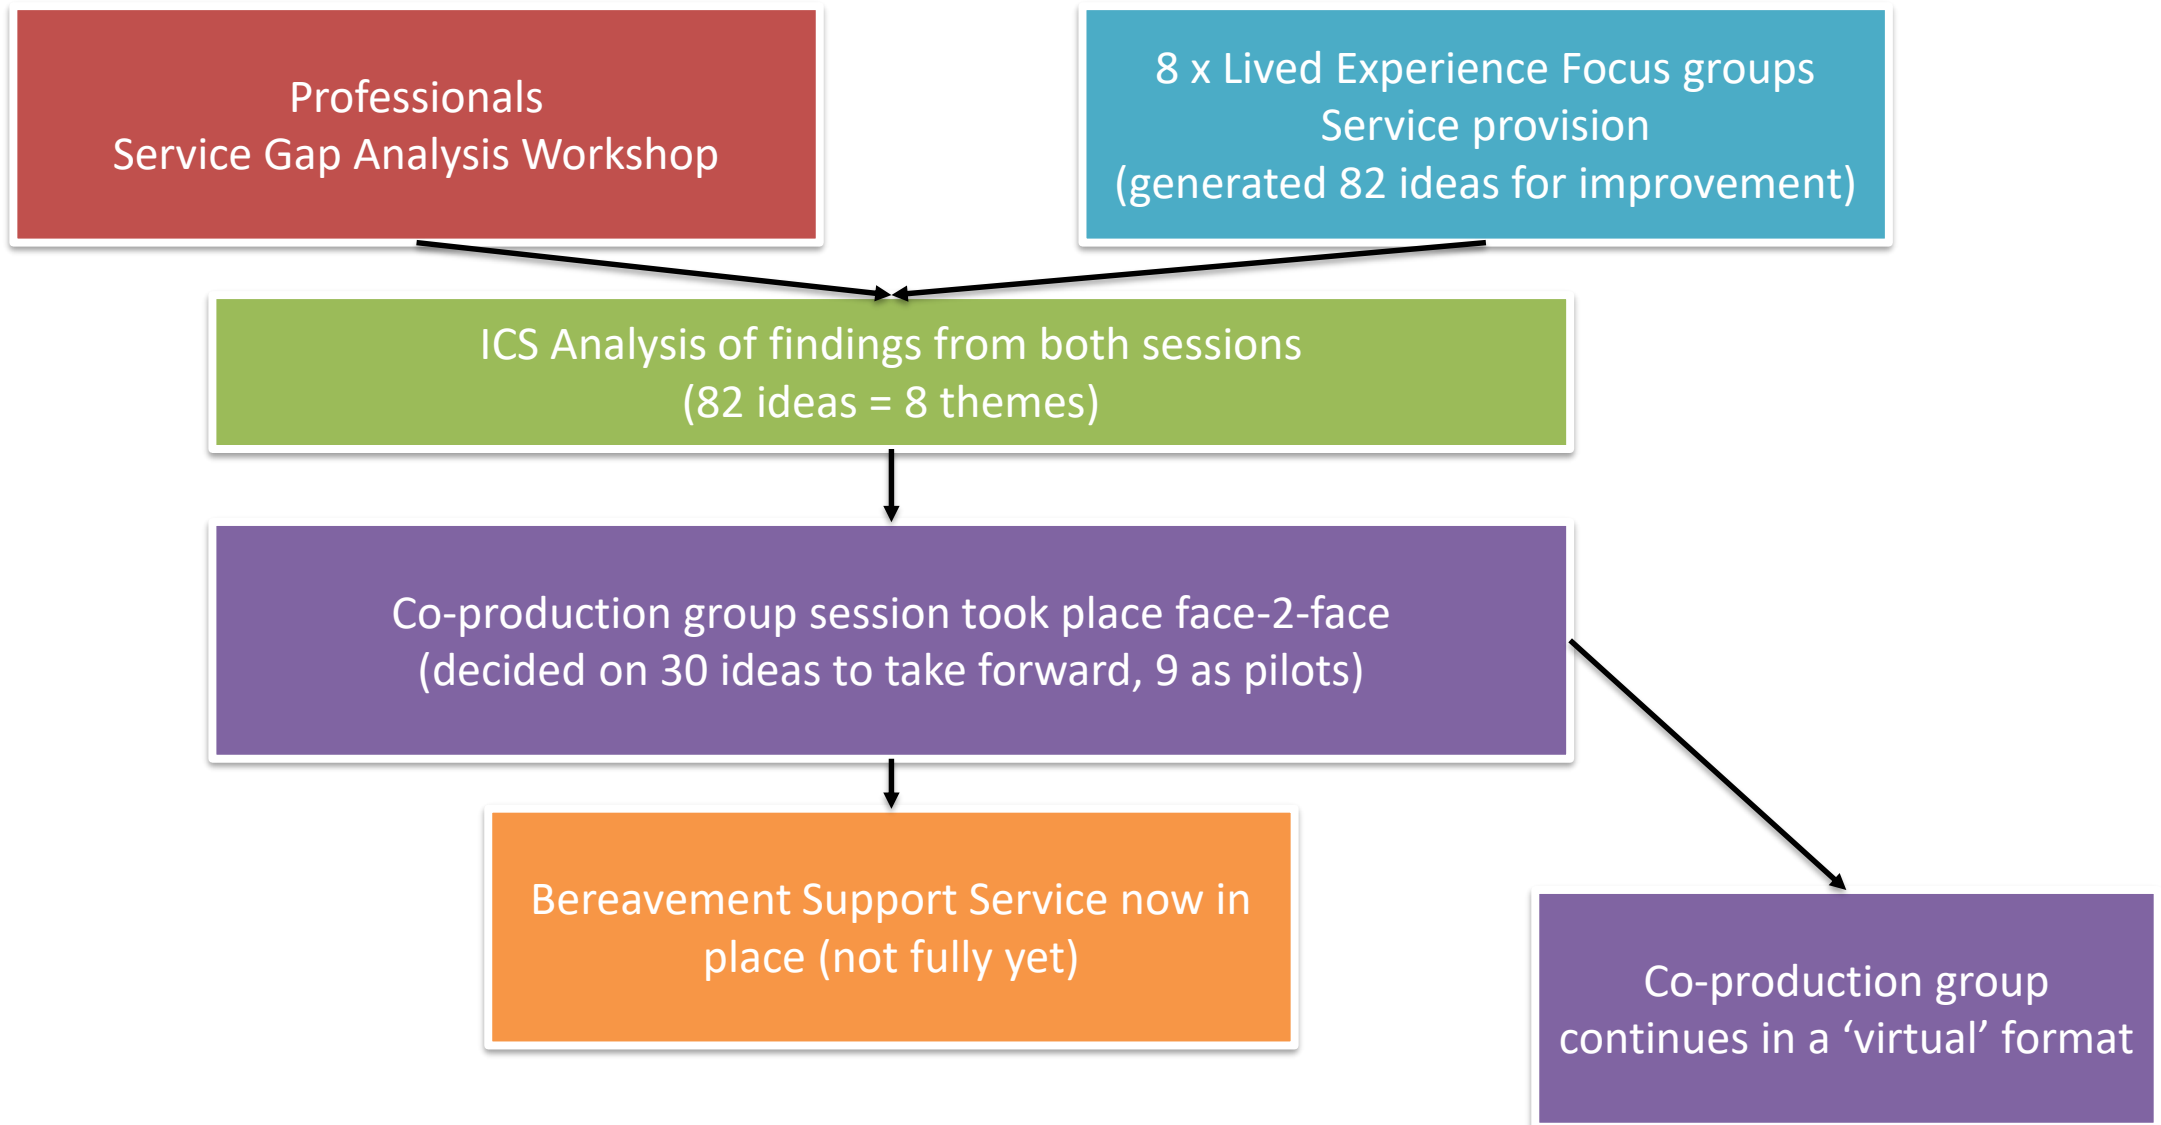 Professionals
Service Gap Analysis Workshop
8 x Lived Experience Focus groups
Service provision
(generated 82 ideas for improvement)
ICS Analysis of findings from both sessions
(82 ideas = 8 themes)
Co-production group session took place face-2-face
(decided on 30 ideas to take forward, 9 as pilots)
Bereavement Support Service now in
place (not fully yet)
Co-production group
continues in a ‘virtual’ format